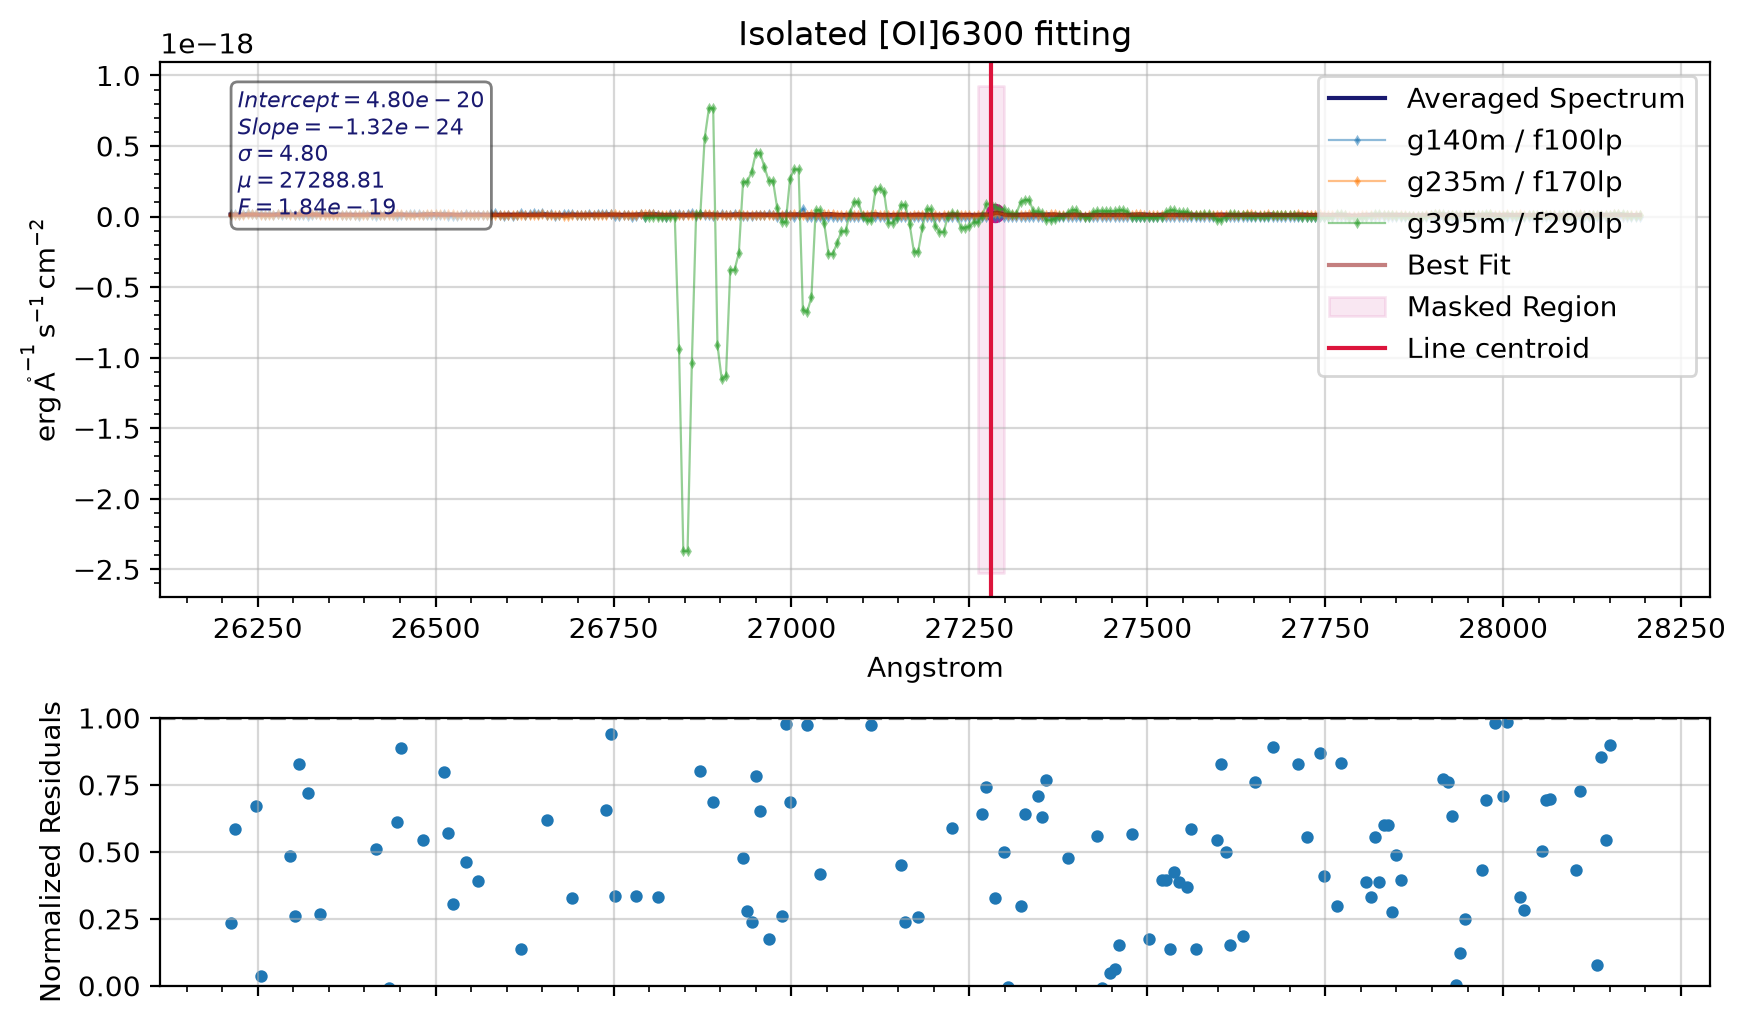 Isolated [OI]6300 fitting
1e−18
1.0
0.5
0.0
−0.5
−1.0
−1.5
−2.0
−2.5
erg Å⁻¹ s⁻¹ cm⁻²
Intercept = 4.80e − 20
Slope = −1.32e − 24
σ = 4.80
μ = 27288.81
F = 1.84e − 19
Averaged Spectrum
g140m / f100lp
g235m / f170lp
g395m / f290lp
Best Fit
Masked Region
Line centroid
26250 26500 26750 27000 27250 27500 27750 28000 28250
Angstrom
1.00
0.75
0.50
0.25
0.00
Normalized Residuals